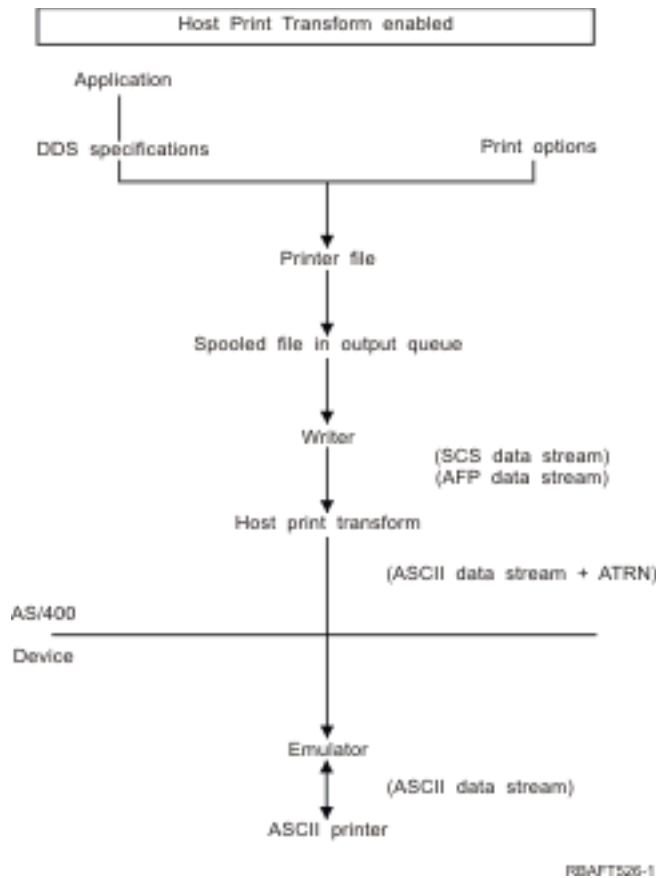 Host Print Transform enabled
Application
DDS specifications
Print options
Printer file
Spooled file in output queue
Writer
(SCS data stream)
(AFP data stream)
Host print transform
(ASCII data stream + ATRN)
AS/400
Device
Emulator
(ASCII data stream)
ASCII printer
RBAFT526-1